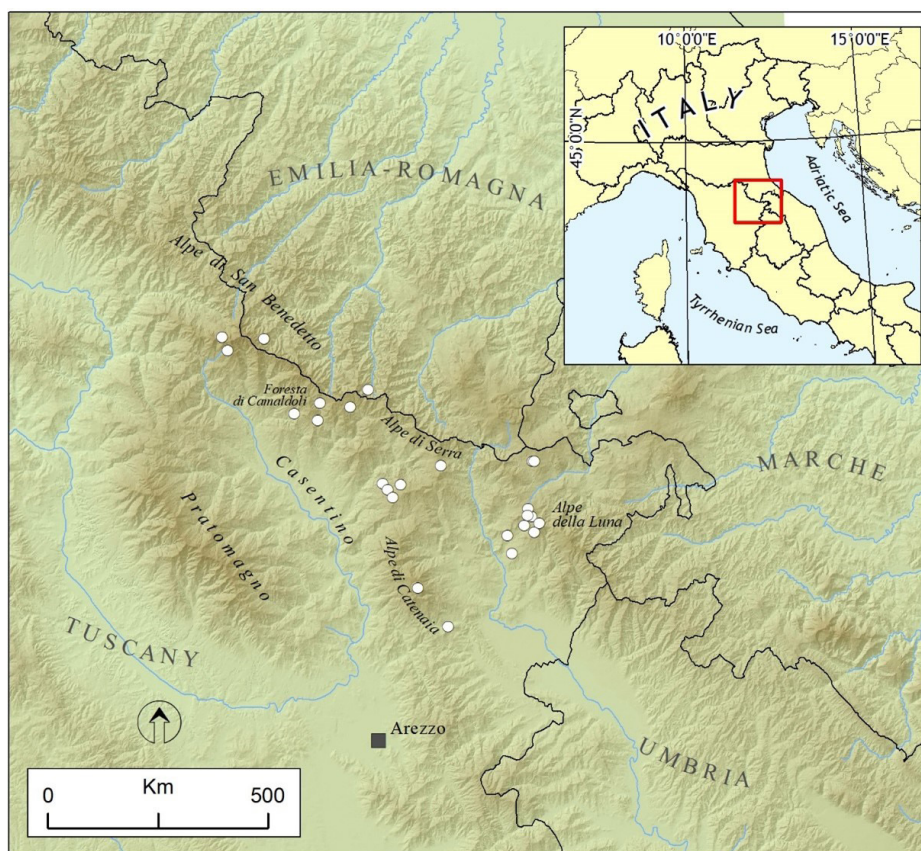 10°0'0"E
15°0'0"E
45°0'0"N
ITALY
Adriatic Sea
Tyrrhenian Sea
EMILIA-ROMAGNA
Alpe di San Benedetto
Foresta
di Camaldoli
Alpe di Serra
MARCHE
Casentino
Pratomagno
Alpe
della Luna
Alpe di Catenaia
TUSCANY
Arezzo
UMBRIA
Km
0
500